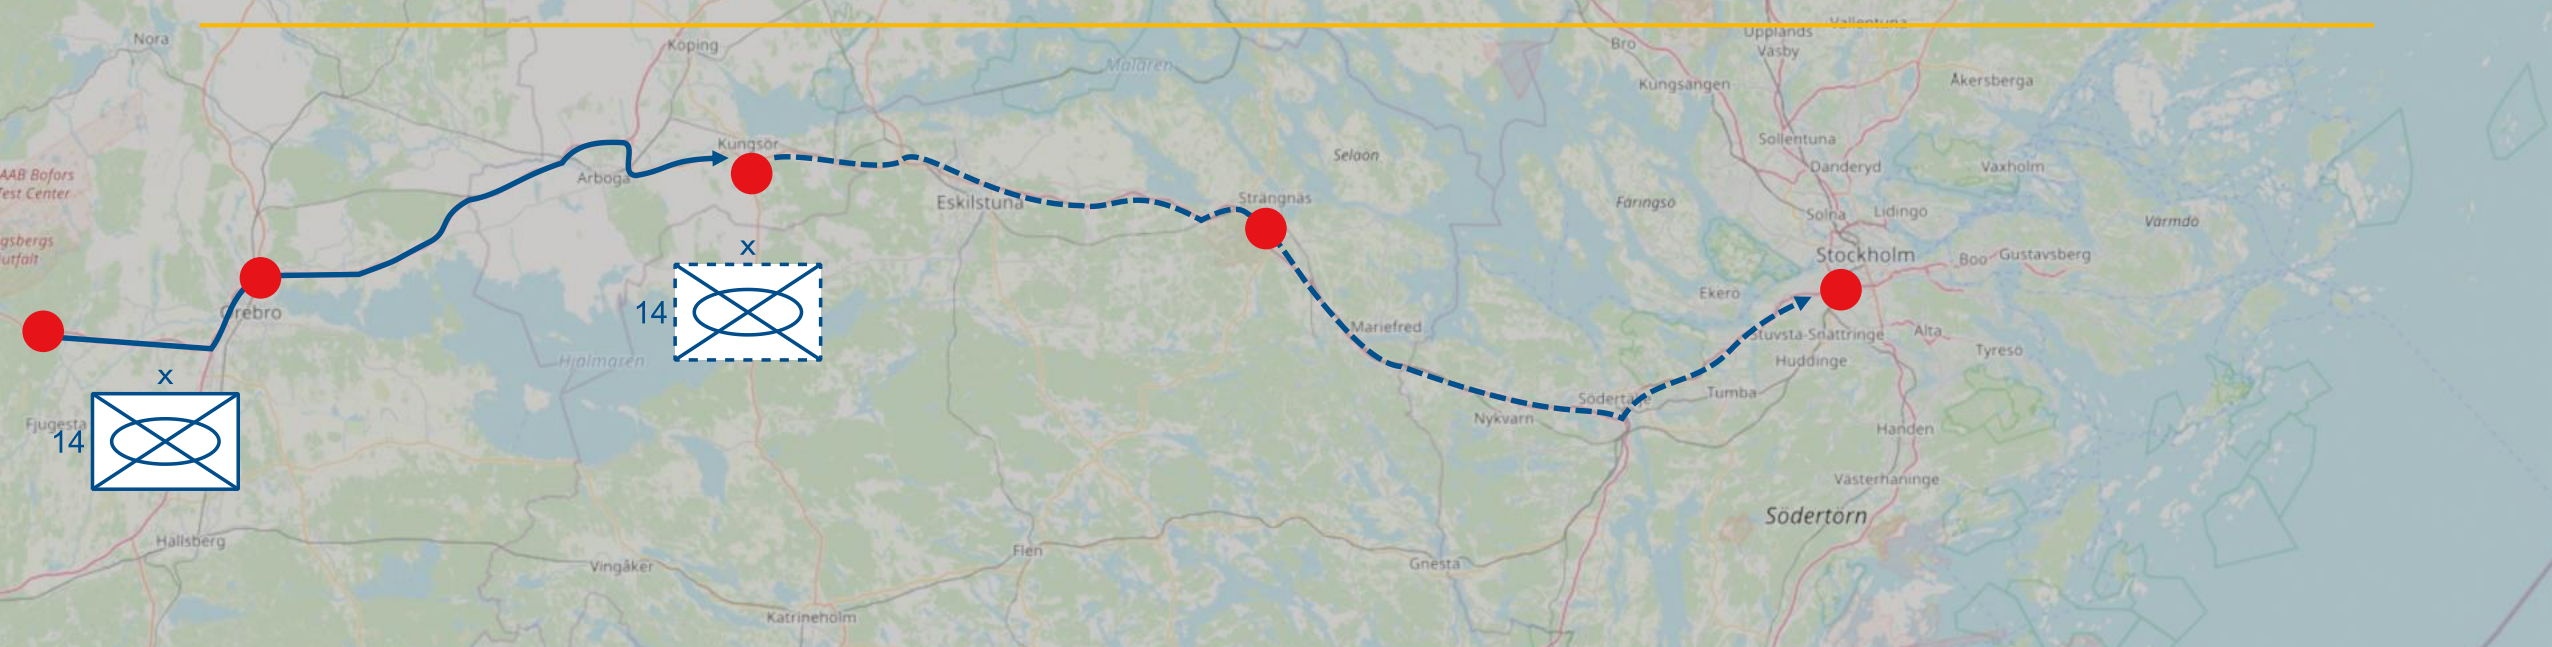 Nora
Köping
Mälaren
Bro
Upplands
Väsby
Vallentuna
Kungsängen
Åkersberga
Kungsör
Arboga
Sollentuna
Danderyd
Vaxholm
AAB Bofors
Test Center
Selaön
Eskilstuna
Strängnäs
Färingsö
Solna
Lidingö
Värmdö
gsbergs
jutfält
x
Stockholm
Boo
Gustavsberg
Ekerö
Örebro
14
Mariefred
Stuvsta-Snättringe
Älta
Huddinge
Tyresö
Hjälmaren
x
Södertälje
Tumba
Nykvarn
Fjugesta
14
Handen
Västerhaninge
Södertörn
Hallsberg
Vingåker
Flen
Gnesta
Katrineholm